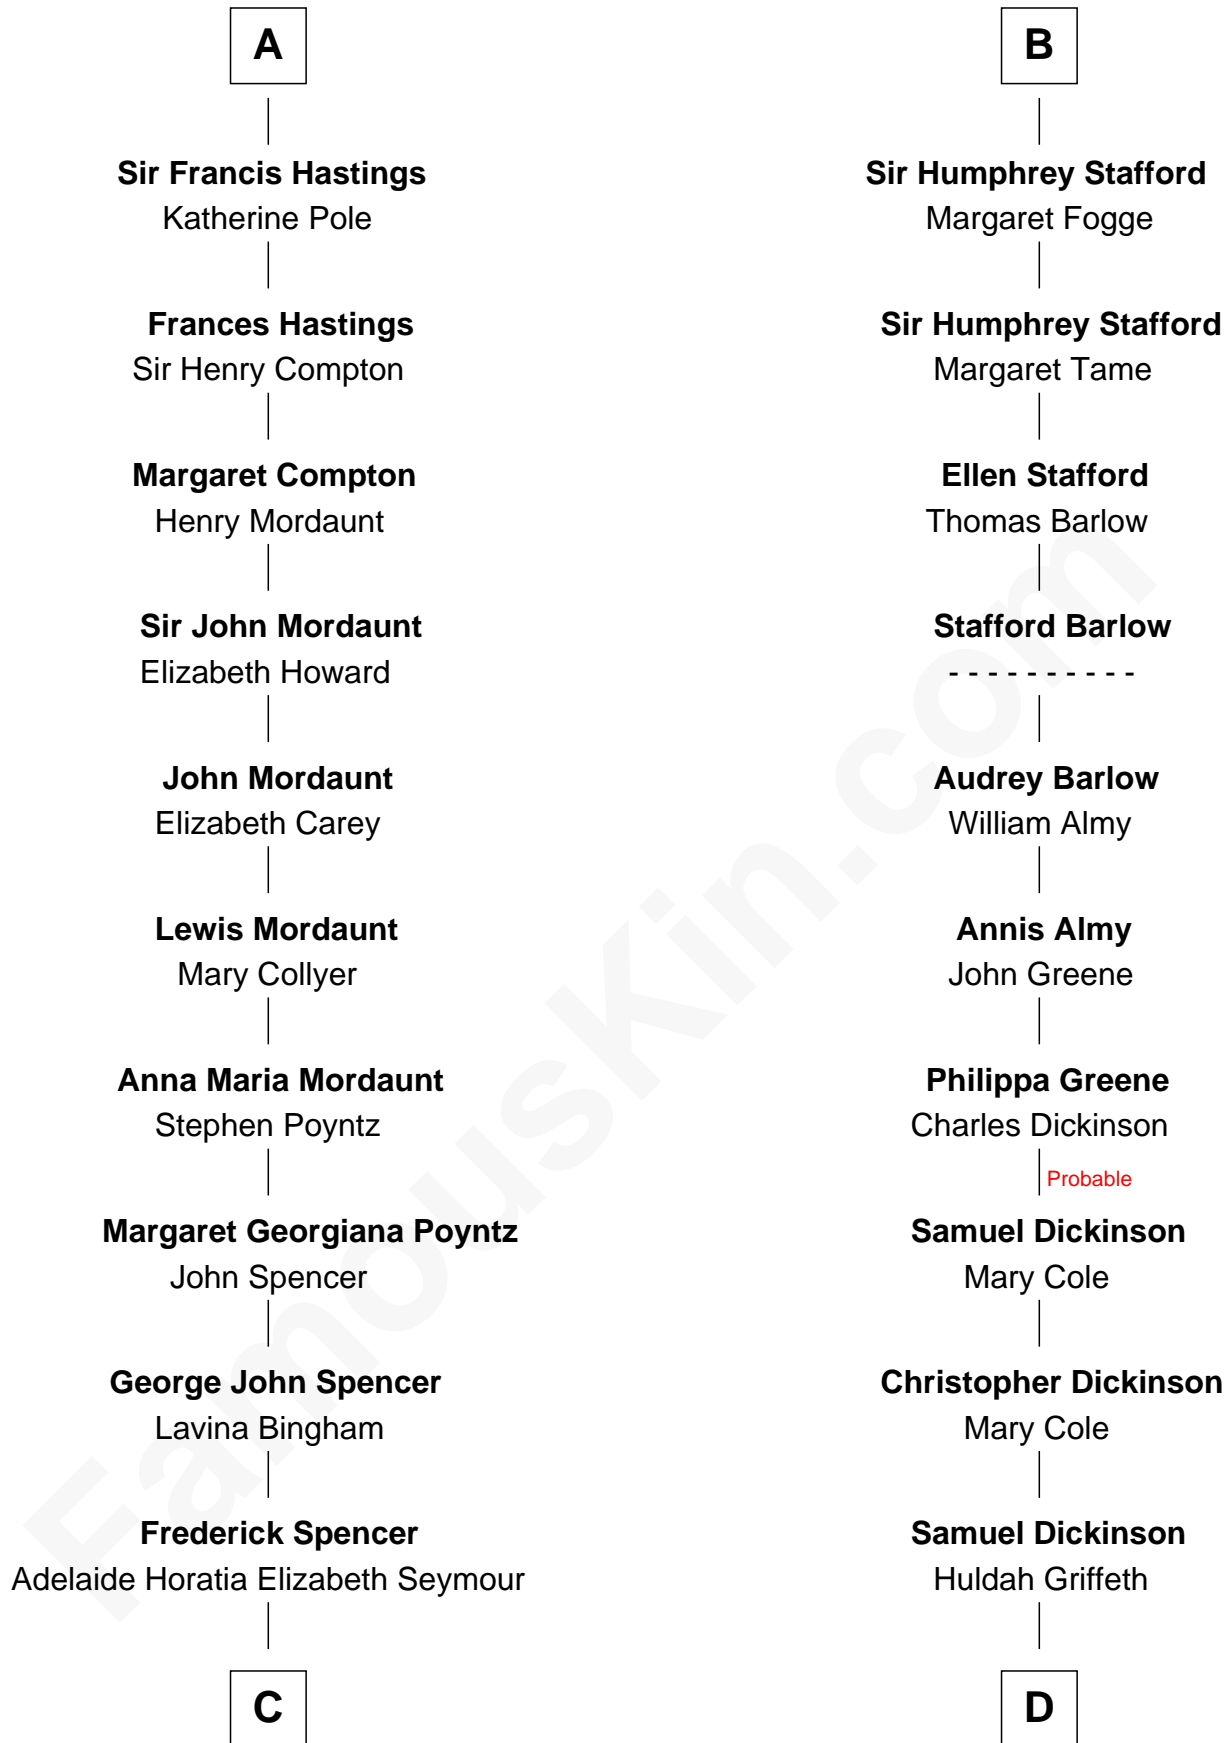 A
Sir Francis Hastings
Katherine Pole
Frances Hastings
Sir Henry Compton
Margaret Compton
Henry Mordaunt
Sir John Mordaunt
Elizabeth Howard
John Mordaunt
Elizabeth Carey
Lewis Mordaunt
Mary Collyer
Anna Maria Mordaunt
Stephen Poyntz
Margaret Georgiana Poyntz
John Spencer
George John Spencer
Lavina Bingham
Frederick Spencer
Adelaide Horatia Elizabeth Seymour
C
B
Sir Humphrey Stafford
Margaret Fogge
Sir Humphrey Stafford
Margaret Tame
Ellen Stafford
Thomas Barlow
Stafford Barlow
- - - - - - - - - -
Audrey Barlow
William Almy
Annis Almy
John Greene
Philippa Greene
Charles Dickinson
Probable
Samuel Dickinson
Mary Cole
Christopher Dickinson
Mary Cole
Samuel Dickinson
Huldah Griffeth
D
FamousKin.com